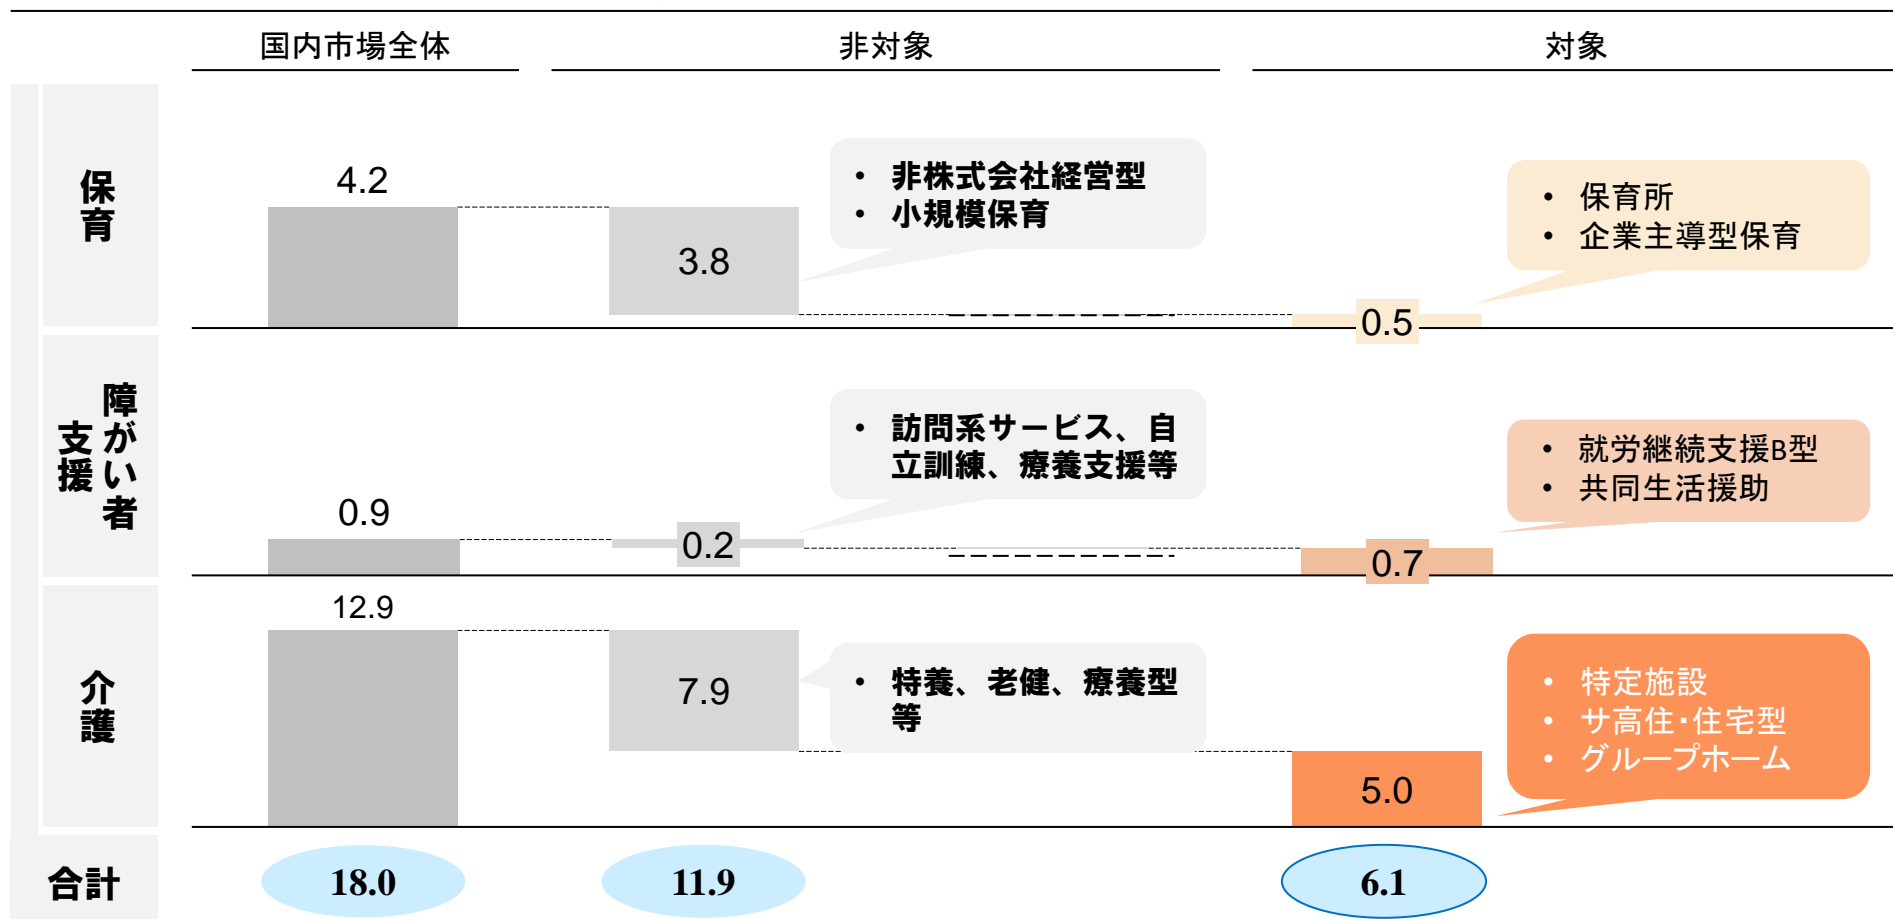 国内市場全体
非対象
対象
保育
4.2
3.8
• 非株式会社経営型
• 小規模保育
0.5
• 保育所
• 企業主導型保育
障がい者
支援
0.9
0.2
• 訪問系サービス、自
立訓練、療養支援等
0.7
• 就労継続支援B型
• 共同生活援助
介護
12.9
7.9
• 特養、老健、療養型
等
5.0
• 特定施設
• サ高住・住宅型
• グループホーム
合計
18.0
11.9
6.1